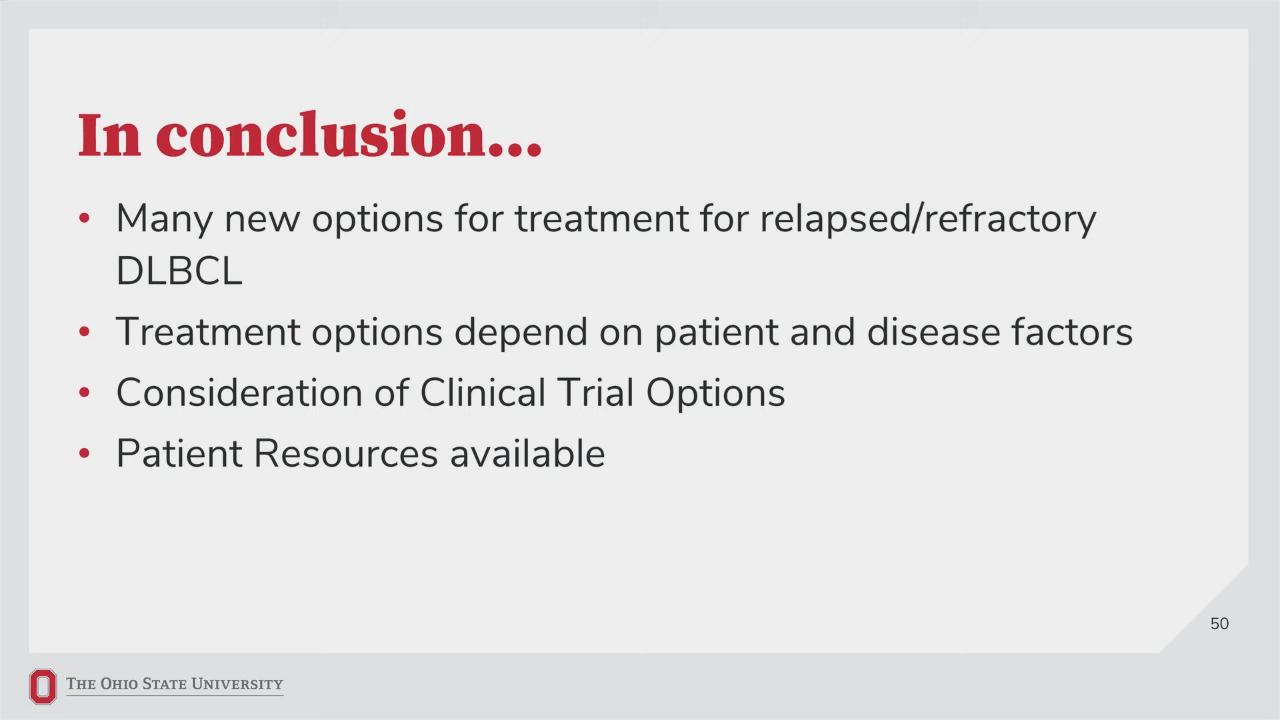 In conclusion...
• Many new options for treatment for relapsed/refractory
DLBCL
• Treatment options depend on patient and disease factors
• Consideration of Clinical Trial Options
• Patient Resources available
50
THE OHIO STATE UNIVERSITY